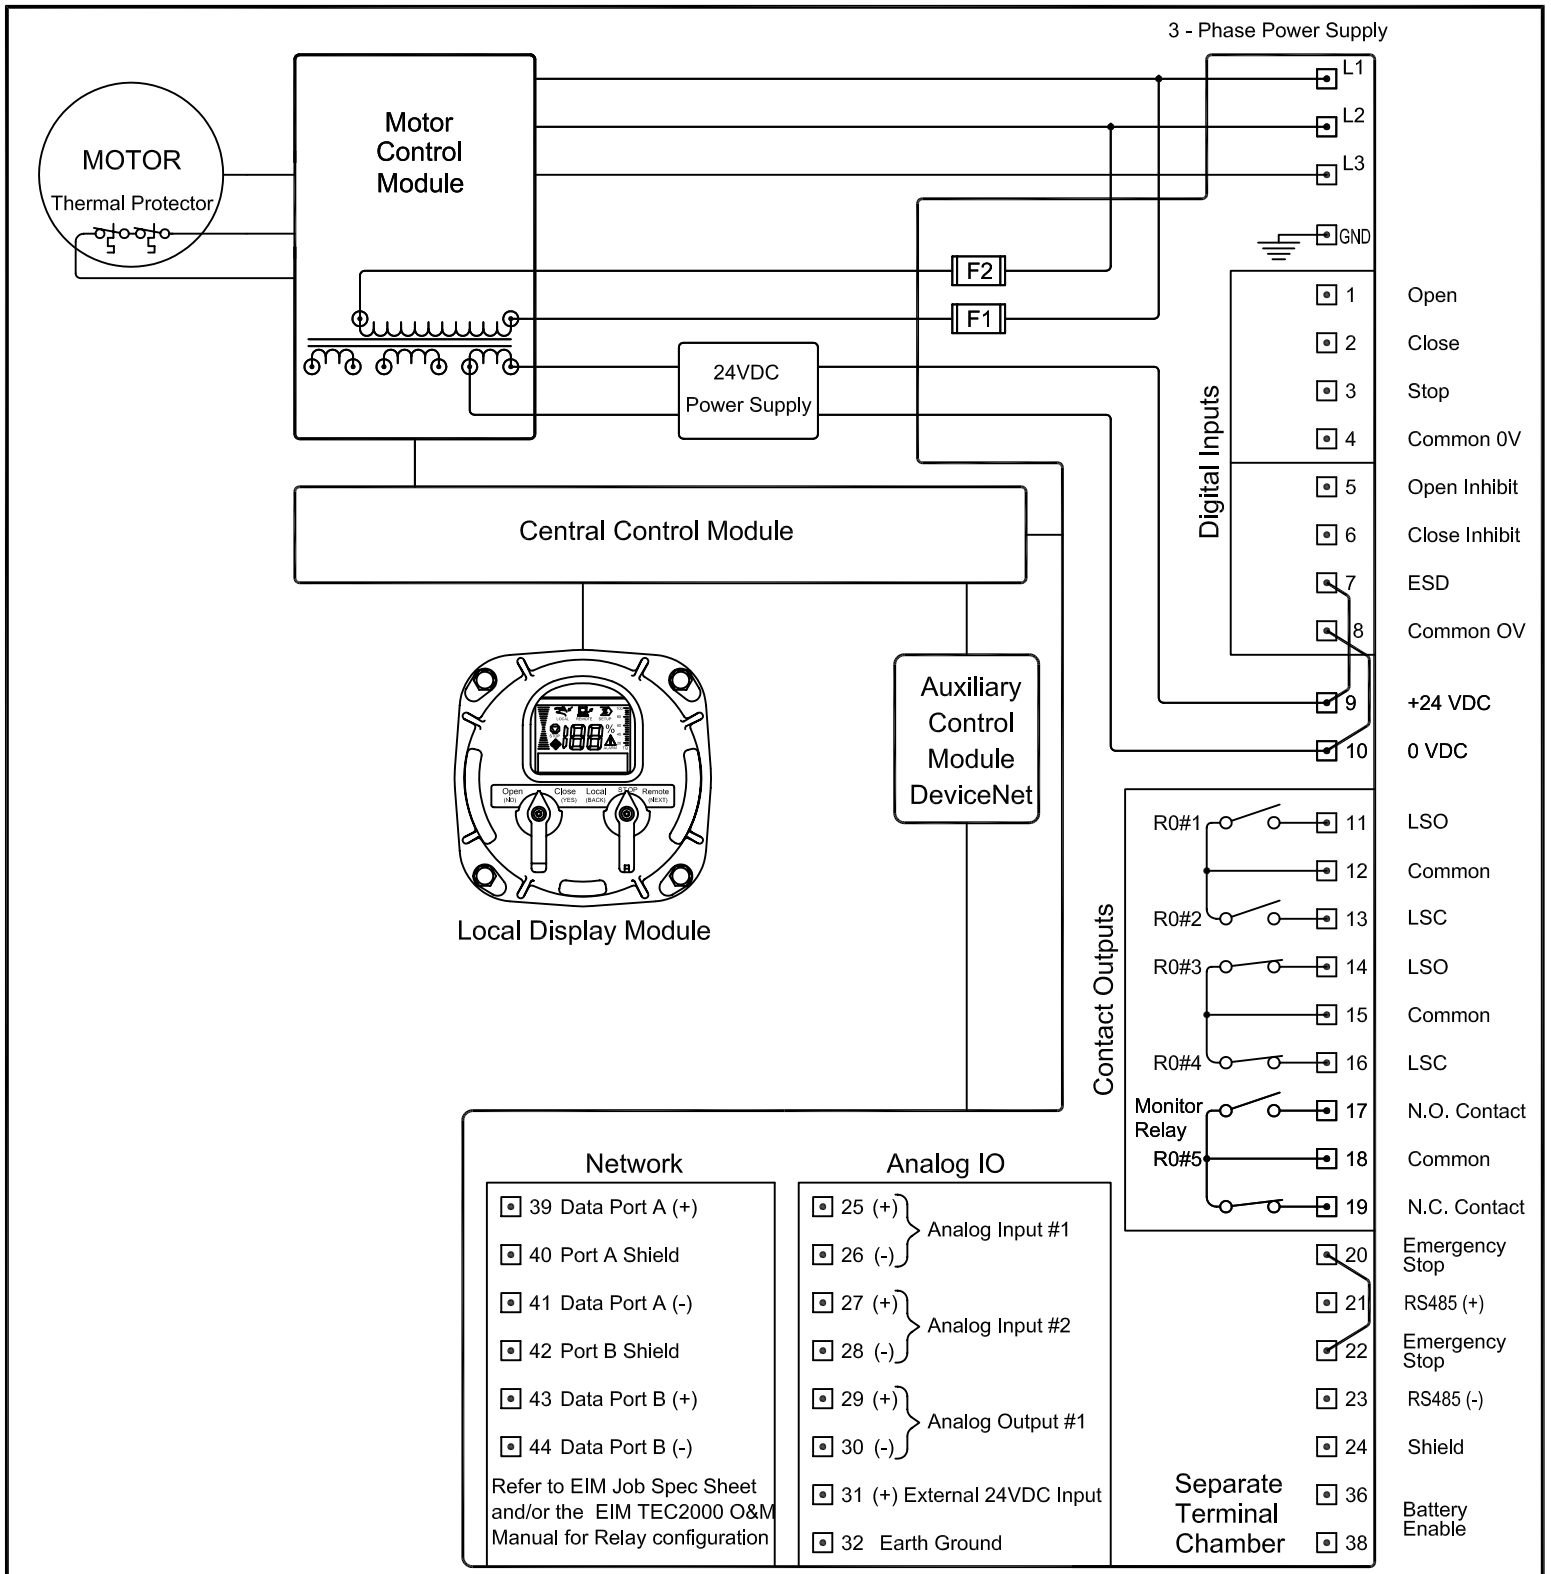 3 - Phase Power Supply
L1
L2
L3
GND
MOTOR
Thermal Protector
Motor
Control
Module
F2
F1
24VDC
Power Supply
Digital Inputs
1 Open
2 Close
3 Stop
4 Common 0V
5 Open Inhibit
6 Close Inhibit
7 ESD
8 Common OV
9 +24 VDC
10 0 VDC
Central Control Module
LOCAL REMOTE SETUP
188%
Open
(NO)
Close
(YES)
Local
(BACK)
STOP
Remote
(NEXT)
Local Display Module
Auxiliary
Control
Module
DeviceNet
Contact Outputs
R0#1 11 LSO
12 Common
R0#2 13 LSC
R0#3 14 LSO
15 Common
R0#4 16 LSC
Monitor
Relay
R0#5
17 N.O. Contact
18 Common
19 N.C. Contact
20 Emergency
Stop
21 RS485 (+)
22 Emergency
Stop
23 RS485 (-)
24 Shield
36
38
Battery
Enable
Separate
Terminal
Chamber
Network
39 Data Port A (+)
40 Port A Shield
41 Data Port A (-)
42 Port B Shield
43 Data Port B (+)
44 Data Port B (-)
Refer to EIM Job Spec Sheet
and/or the EIM TEC2000 O&M
Manual for Relay configuration
Analog IO
25 (+)
26 (-)
Analog Input #1
27 (+)
28 (-)
Analog Input #2
29 (+)
30 (-)
Analog Output #1
31 (+) External 24VDC Input
32 Earth Ground